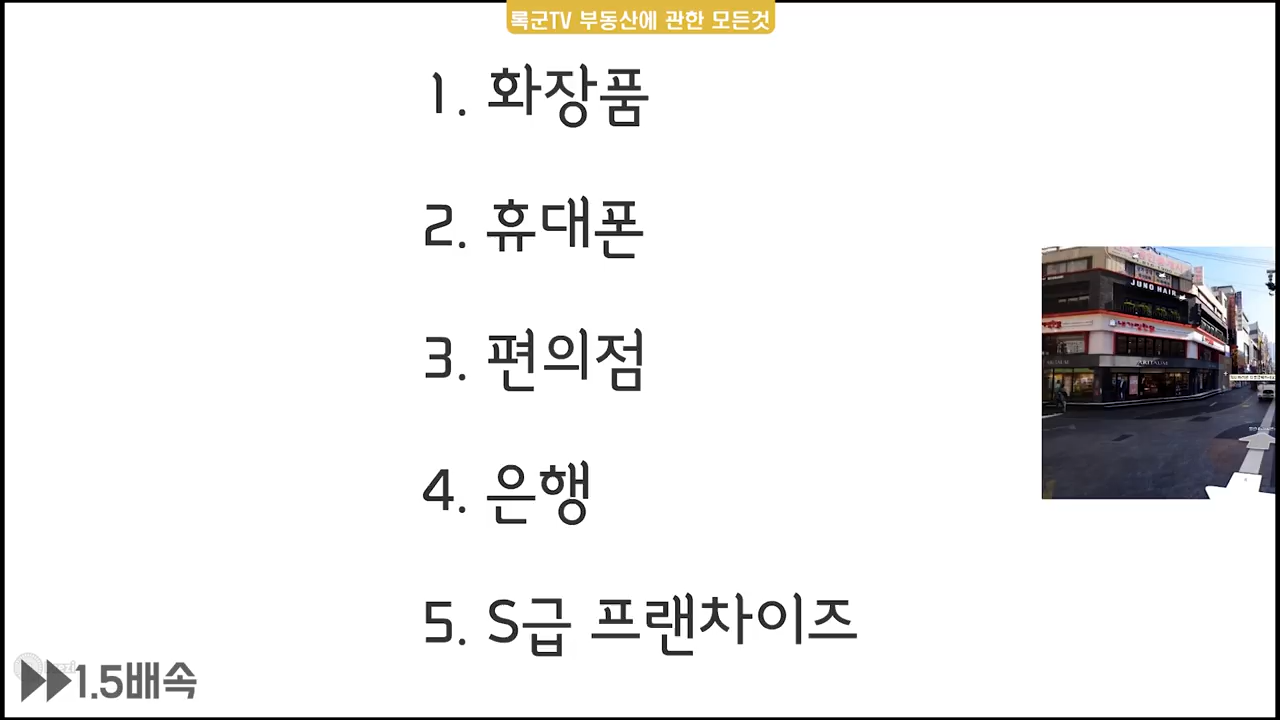 록군TV 부동산에 관한 모든것
1. 화장품
2. 휴대폰
3. 편의점
4. 은행
5. S급 프랜차이즈
JUNO HAIR
ARITAUM
1.5배속